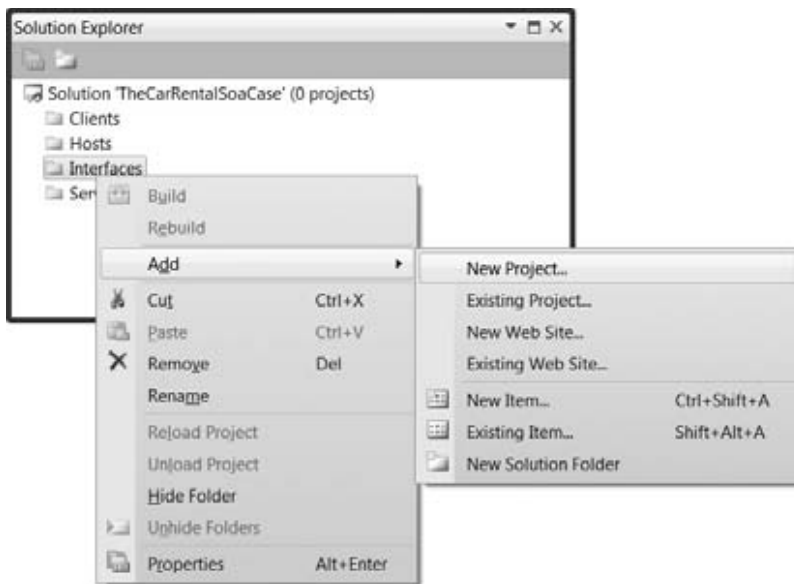 Solution Explorer
Solution 'TheCarRentalSoaCase' (0 projects)
Clients
Hosts
Interfaces
Ser
Build
Rebuild
Add
Cut Ctrl+X
Paste Ctrl+V
Remove Del
Rename
Reload Project
Unload Project
Hide Folder
Unhide Folders
Properties Alt+Enter
New Project...
Existing Project...
New Web Site...
Existing Web Site...
New Item... Ctrl+Shift+A
Existing Item... Shift+Alt+A
New Solution Folder